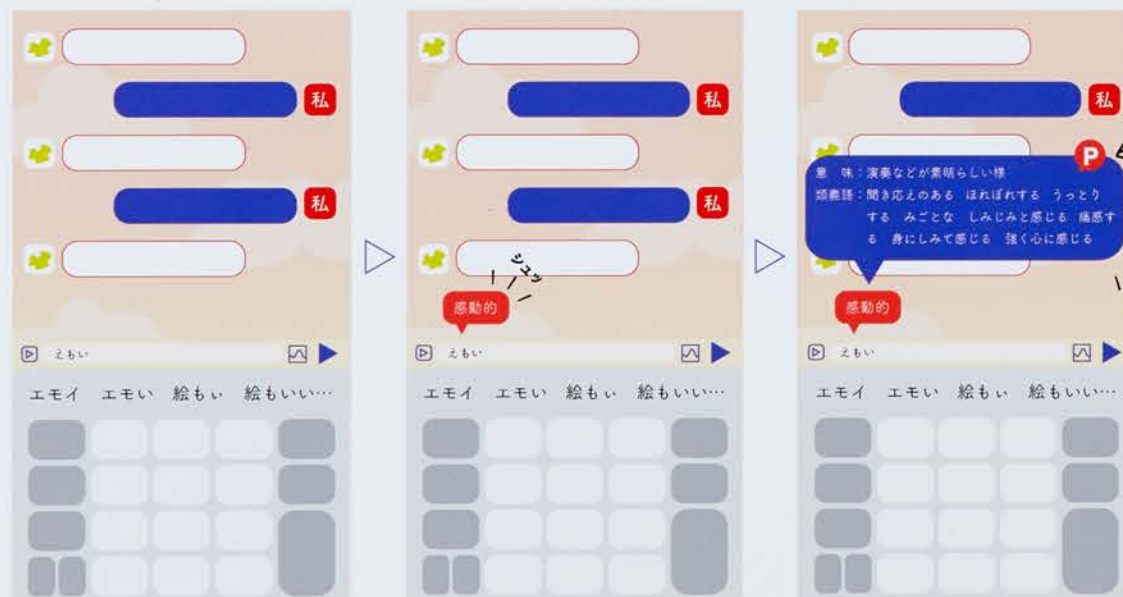 私
私
えもい
エモイ エモい 絵もぃ 絵もいい…
私
私
シュッ
感動的
えもい
エモイ エモい 絵もぃ 絵もいい…
私
P
意 味:演奏などが素晴らしい様
類義語:聞き応えのある ほれぼれする うっとり
する みごとな しみじみと感じる 痛感す
る 身にしみて感じる 強く心に感じる
感動的
えもい
エモイ エモい 絵もぃ 絵もいい…